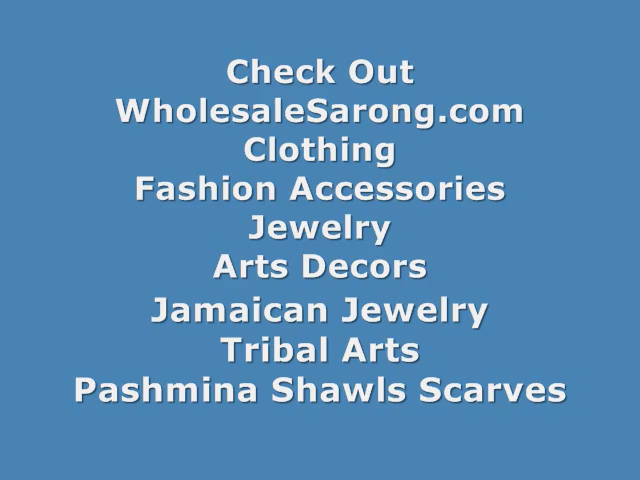 Check Out
WholesaleSarong.com
Clothing
Fashion Accessories
Jewelry
Arts Decors
Jamaican Jewelry
Tribal Arts
Pashmina Shawls Scarves